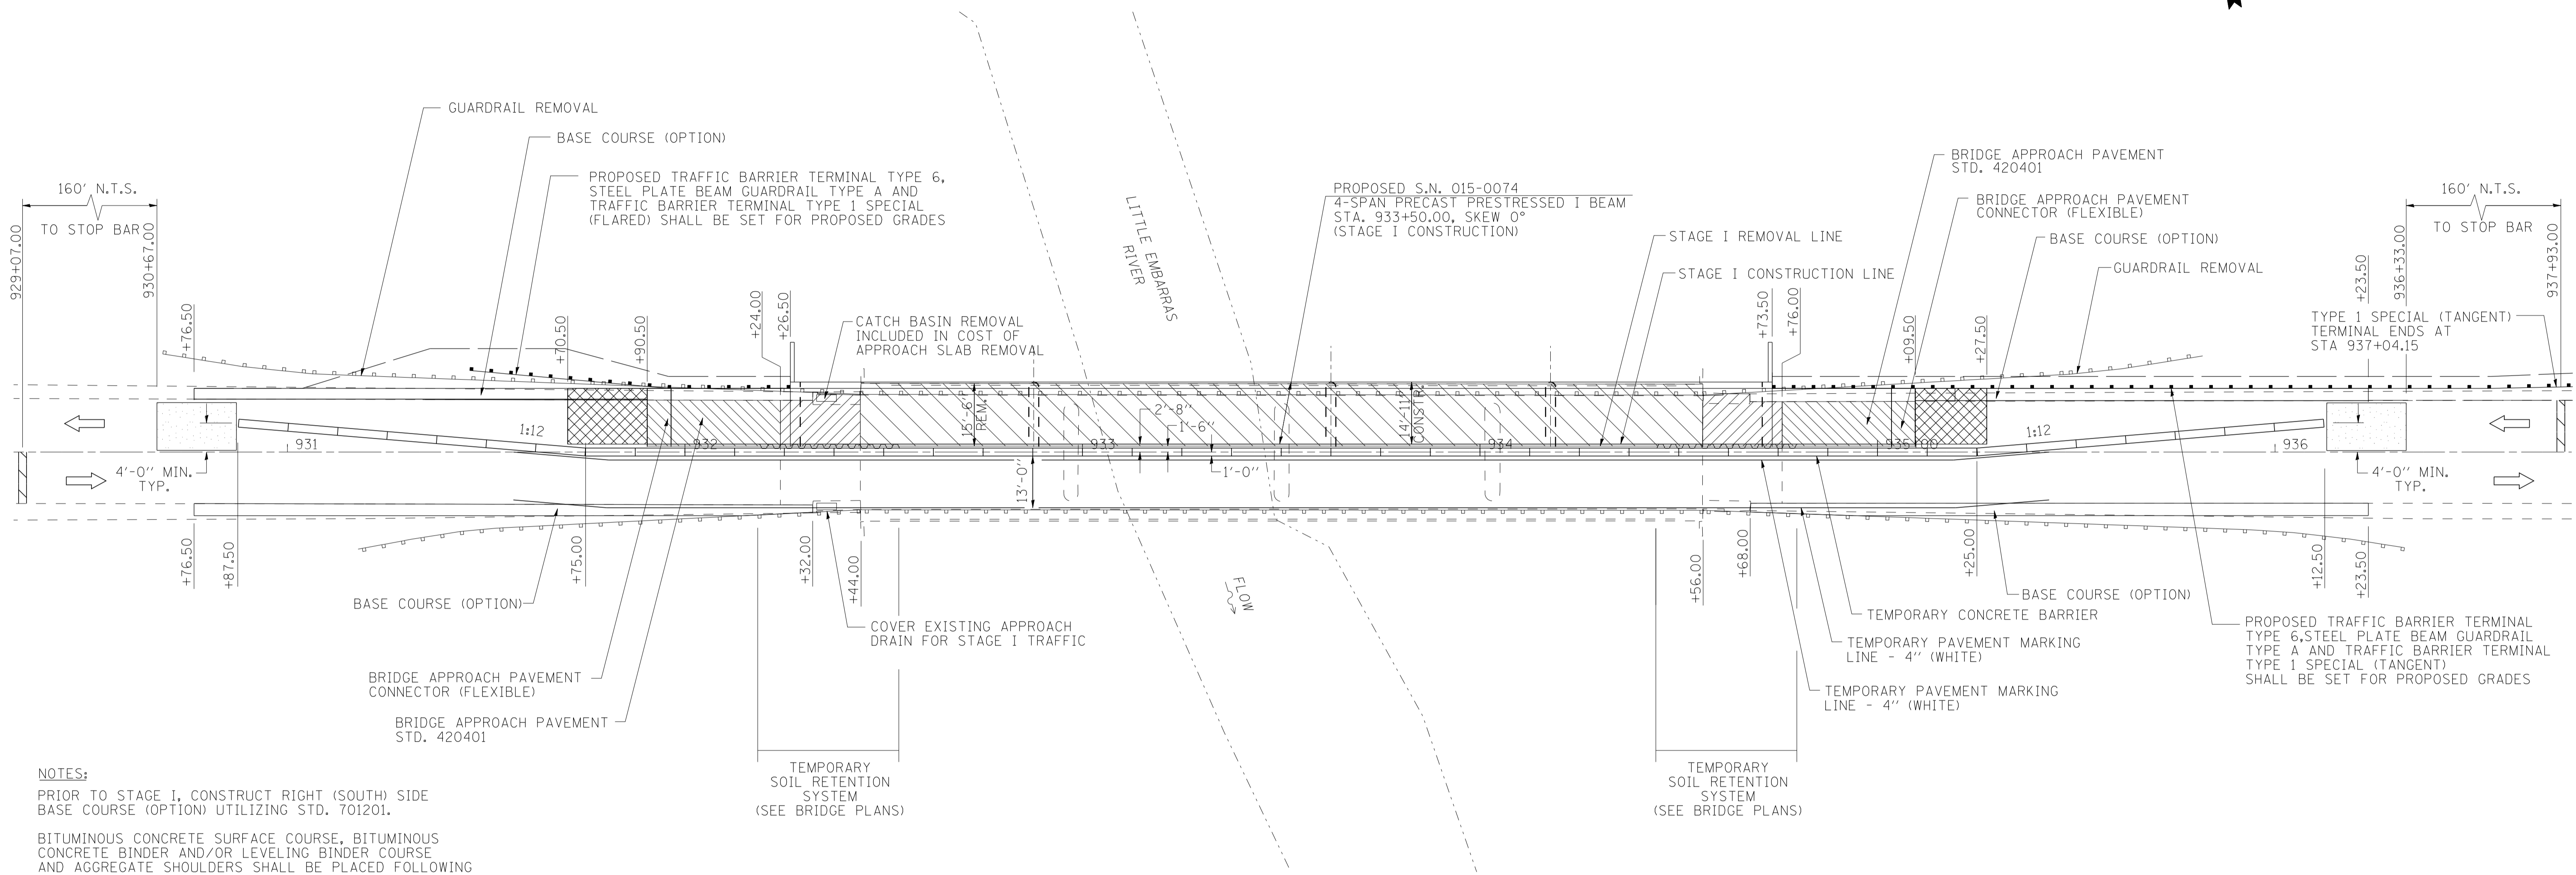 GUARDRAIL REMOVAL
BASE COURSE (OPTION)
PROPOSED TRAFFIC BARRIER TERMINAL TYPE 6,
STEEL PLATE BEAM GUARDRAIL TYPE A AND
TRAFFIC BARRIER TERMINAL TYPE 1 SPECIAL
(FLARED) SHALL BE SET FOR PROPOSED GRADES
160' N.T.S.
TO STOP BAR
929+07.00
930+67.00
+76.50
+70.50
+90.50
+24.00
+26.50
CATCH BASIN REMOVAL
INCLUDED IN COST OF
APPROACH SLAB REMOVAL
LITTLE EMBARRAS
RIVER
PROPOSED S.N. 015-0074
4-SPAN PRECAST PRESTRESSED I BEAM
STA. 933+50.00, SKEW 0°
(STAGE I CONSTRUCTION)
STAGE I REMOVAL LINE
STAGE I CONSTRUCTION LINE
BRIDGE APPROACH PAVEMENT
STD. 420401
BRIDGE APPROACH PAVEMENT
CONNECTOR (FLEXIBLE)
BASE COURSE (OPTION)
GUARDRAIL REMOVAL
160' N.T.S.
TO STOP BAR
+73.50
+76.00
+09.50
+27.50
+23.50
936+33.00
937+93.00
TYPE 1 SPECIAL (TANGENT)
TERMINAL ENDS AT
STA 937+04.15
15'-6" REM.
14'-11" CONSTR.
2'-8"
1'-6"
1'-0"
13'-0"
1:12
1:12
931
932
933
934
935+00
936
4'-0" MIN.
TYP.
4'-0" MIN.
TYP.
+76.50
+87.50
+75.00
+32.00
+44.00
+56.00
+68.00
+25.00
+12.50
+23.50
FLOW
BASE COURSE (OPTION)
COVER EXISTING APPROACH
DRAIN FOR STAGE I TRAFFIC
BASE COURSE (OPTION)
TEMPORARY CONCRETE BARRIER
TEMPORARY PAVEMENT MARKING
LINE - 4" (WHITE)
TEMPORARY PAVEMENT MARKING
LINE - 4" (WHITE)
PROPOSED TRAFFIC BARRIER TERMINAL
TYPE 6,STEEL PLATE BEAM GUARDRAIL
TYPE A AND TRAFFIC BARRIER TERMINAL
TYPE 1 SPECIAL (TANGENT)
SHALL BE SET FOR PROPOSED GRADES
BRIDGE APPROACH PAVEMENT
CONNECTOR (FLEXIBLE)
BRIDGE APPROACH PAVEMENT
STD. 420401
TEMPORARY
SOIL RETENTION
SYSTEM
(SEE BRIDGE PLANS)
TEMPORARY
SOIL RETENTION
SYSTEM
(SEE BRIDGE PLANS)
NOTES:
PRIOR TO STAGE I, CONSTRUCT RIGHT (SOUTH) SIDE
BASE COURSE (OPTION) UTILIZING STD. 701201.
BITUMINOUS CONCRETE SURFACE COURSE, BITUMINOUS
CONCRETE BINDER AND/OR LEVELING BINDER COURSE
AND AGGREGATE SHOULDERS SHALL BE PLACED FOLLOWING